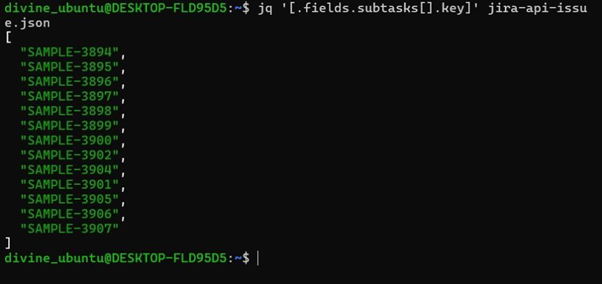 divine_ubuntu@DESKTOP-FLD95D5:~$ jq '[.fields.subtasks[].key]' jira-api-issu
e.json
[
  "SAMPLE-3894",
  "SAMPLE-3895",
  "SAMPLE-3896",
  "SAMPLE-3897",
  "SAMPLE-3898",
  "SAMPLE-3899",
  "SAMPLE-3900",
  "SAMPLE-3902",
  "SAMPLE-3904",
  "SAMPLE-3901",
  "SAMPLE-3905",
  "SAMPLE-3906",
  "SAMPLE-3907"
]
divine_ubuntu@DESKTOP-FLD95D5:~$